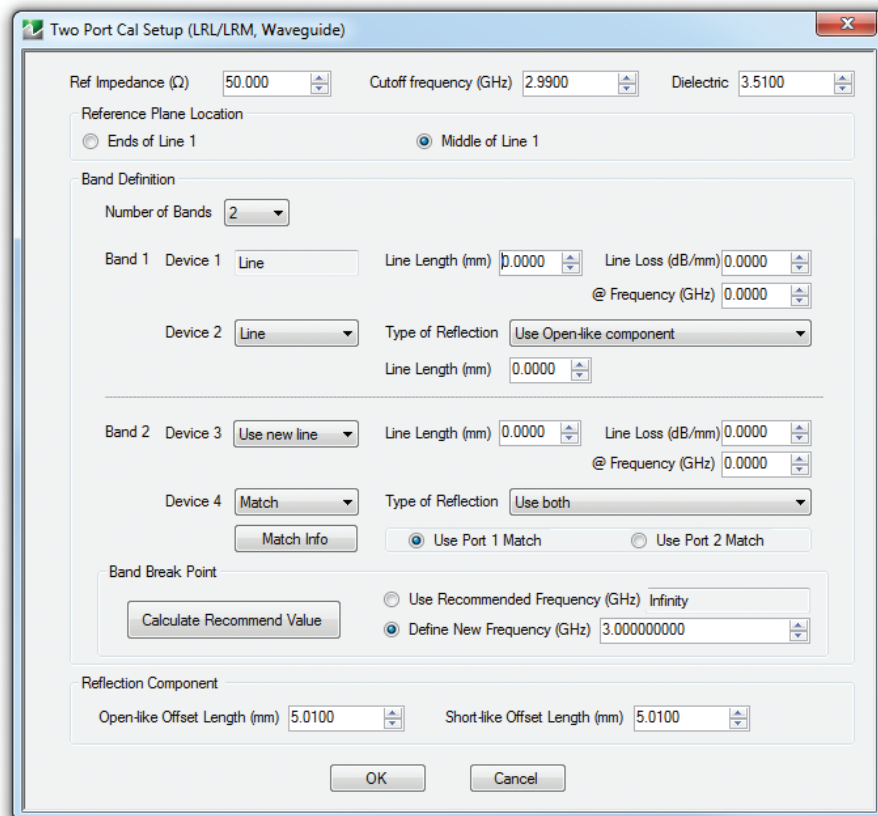 Two Port Cal Setup (LRL/LRM, Waveguide)
Ref Impedance (Ω) 50.000 Cutoff frequency (GHz) 2.9900 Dielectric 3.5100
Reference Plane Location
Ends of Line 1 Middle of Line 1
Band Definition
Number of Bands 2
Band 1 Device 1 Line Line Length (mm) 0.0000 Line Loss (dB/mm) 0.0000
@ Frequency (GHz) 0.0000
Device 2 Line Type of Reflection Use Open-like component
Line Length (mm) 0.0000
Band 2 Device 3 Use new line Line Length (mm) 0.0000 Line Loss (dB/mm) 0.0000
@ Frequency (GHz) 0.0000
Device 4 Match Type of Reflection Use both
Match Info Use Port 1 Match Use Port 2 Match
Band Break Point
Calculate Recommend Value Use Recommended Frequency (GHz) Infinity
Define New Frequency (GHz) 3.000000000
Reflection Component
Open-like Offset Length (mm) 5.0100 Short-like Offset Length (mm) 5.0100
OK Cancel